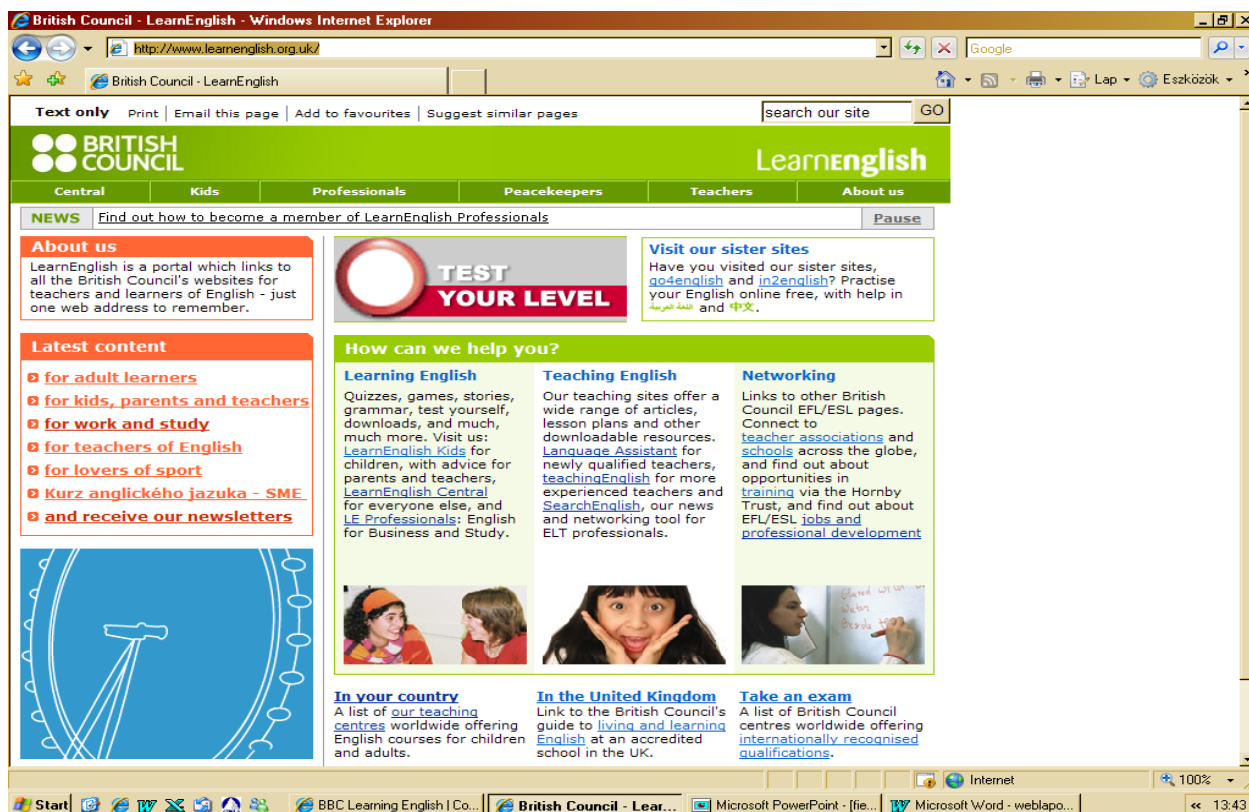 British Council - LearnEnglish - Windows Internet Explorer
http://www.learnenglish.org.uk/
Google
British Council - LearnEnglish
Lap
Eszközök
Text only Print | Email this page | Add to favourites | Suggest similar pages
search our site GO
BRITISH
COUNCIL
LearnEnglish
Central Kids Professionals Peacekeepers Teachers About us
NEWS Find out how to become a member of LearnEnglish Professionals Pause
About us
LearnEnglish is a portal which links to
all the British Council's websites for
teachers and learners of English - just
one web address to remember.
TEST
YOUR LEVEL
Visit our sister sites
Have you visited our sister sites,
go4english and in2english? Practise
your English online free, with help in
اللغة العربية and 中文.
Latest content
for adult learners
for kids, parents and teachers
for work and study
for teachers of English
for lovers of sport
Kurz anglického jazuka - SME
and receive our newsletters
How can we help you?
Learning English
Quizzes, games, stories,
grammar, test yourself,
downloads, and much,
much more. Visit us:
LearnEnglish Kids for
children, with advice for
parents and teachers,
LearnEnglish Central
for everyone else, and
LE Professionals: English
for Business and Study.
Teaching English
Our teaching sites offer a
wide range of articles,
lesson plans and other
downloadable resources.
Language Assistant for
newly qualified teachers,
teachingEnglish for more
experienced teachers and
SearchEnglish, our news
and networking tool for
ELT professionals.
Networking
Links to other British
Council EFL/ESL pages.
Connect to
teacher associations and
schools across the globe,
and find out about
opportunities in
training via the Hornby
Trust, and find out about
EFL/ESL jobs and
professional development
Water
In your country
A list of our teaching
centres worldwide offering
English courses for children
and adults.
In the United Kingdom
Link to the British Council's
guide to living and learning
English at an accredited
school in the UK.
Take an exam
A list of British Council
centres worldwide offering
internationally recognised
qualifications.
Internet
100%
Start
BBC Learning English | Co...
British Council - Lear...
Microsoft PowerPoint - [fie...
Microsoft Word - weblapo...
13:43